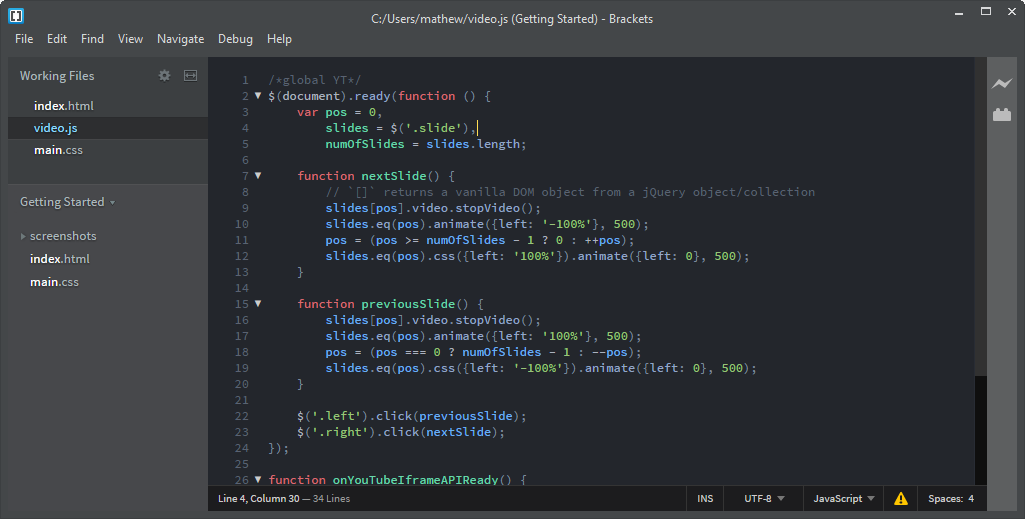 C:/Users/mathew/video.js (Getting Started) - Brackets
File Edit Find View Navigate Debug Help
Working Files
index.html
video.js
main.css
Getting Started
screenshots
index.html
main.css
1 /*global YT*/
2 $(document).ready(function () {
3 var pos = 0,
4 slides = $('.slide'),
5 numOfSlides = slides.length;
6
7 function nextSlide() {
8 // `[]` returns a vanilla DOM object from a jQuery object/collection
9 slides[pos].video.stopVideo();
10 slides.eq(pos).animate({left: '-100%'}, 500);
11 pos = (pos >= numOfSlides - 1 ? 0 : ++pos);
12 slides.eq(pos).css({left: '100%'}).animate({left: 0}, 500);
13 }
14
15 function previousSlide() {
16 slides[pos].video.stopVideo();
17 slides.eq(pos).animate({left: '100%'}, 500);
18 pos = (pos === 0 ? numOfSlides - 1 : --pos);
19 slides.eq(pos).css({left: '-100%'}).animate({left: 0}, 500);
20 }
21
22 $('.left').click(previousSlide);
23 $('.right').click(nextSlide);
24 });
25
26 function onYouTubeIframeAPIReady() {
Line 4, Column 30 — 34 Lines INS UTF-8 JavaScript Spaces: 4